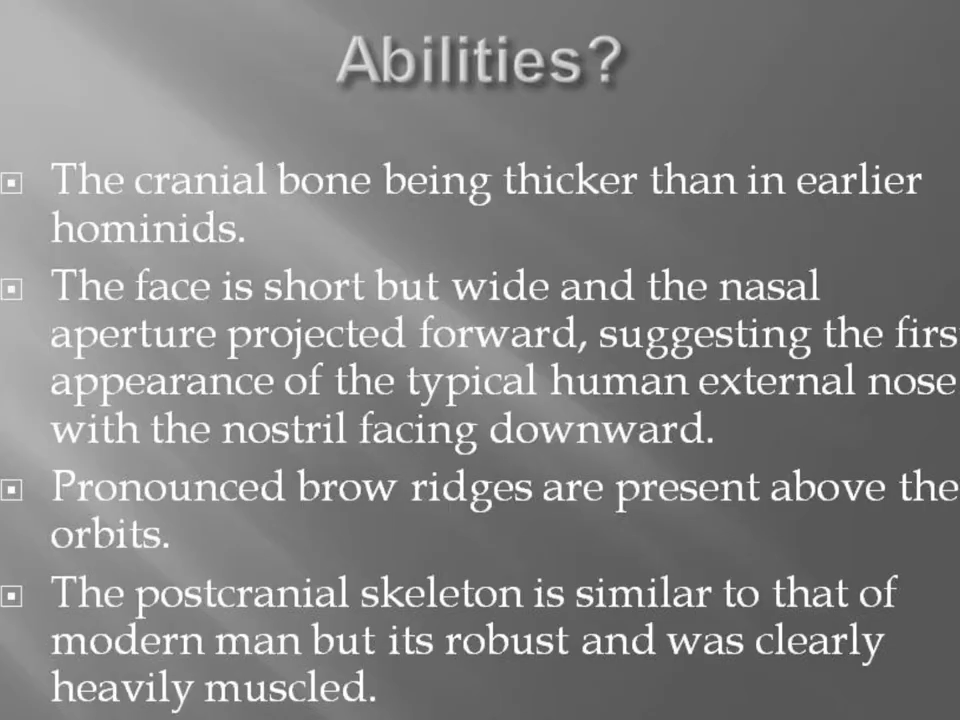 Abilities?
The cranial bone being thicker than in earlier
hominids.
The face is short but wide and the nasal
aperture projected forward, suggesting the firs
appearance of the typical human external nose
with the nostril facing downward.
Pronounced brow ridges are present above the
orbits.
The postcranial skeleton is similar to that of
modern man but its robust and was clearly
heavily muscled.